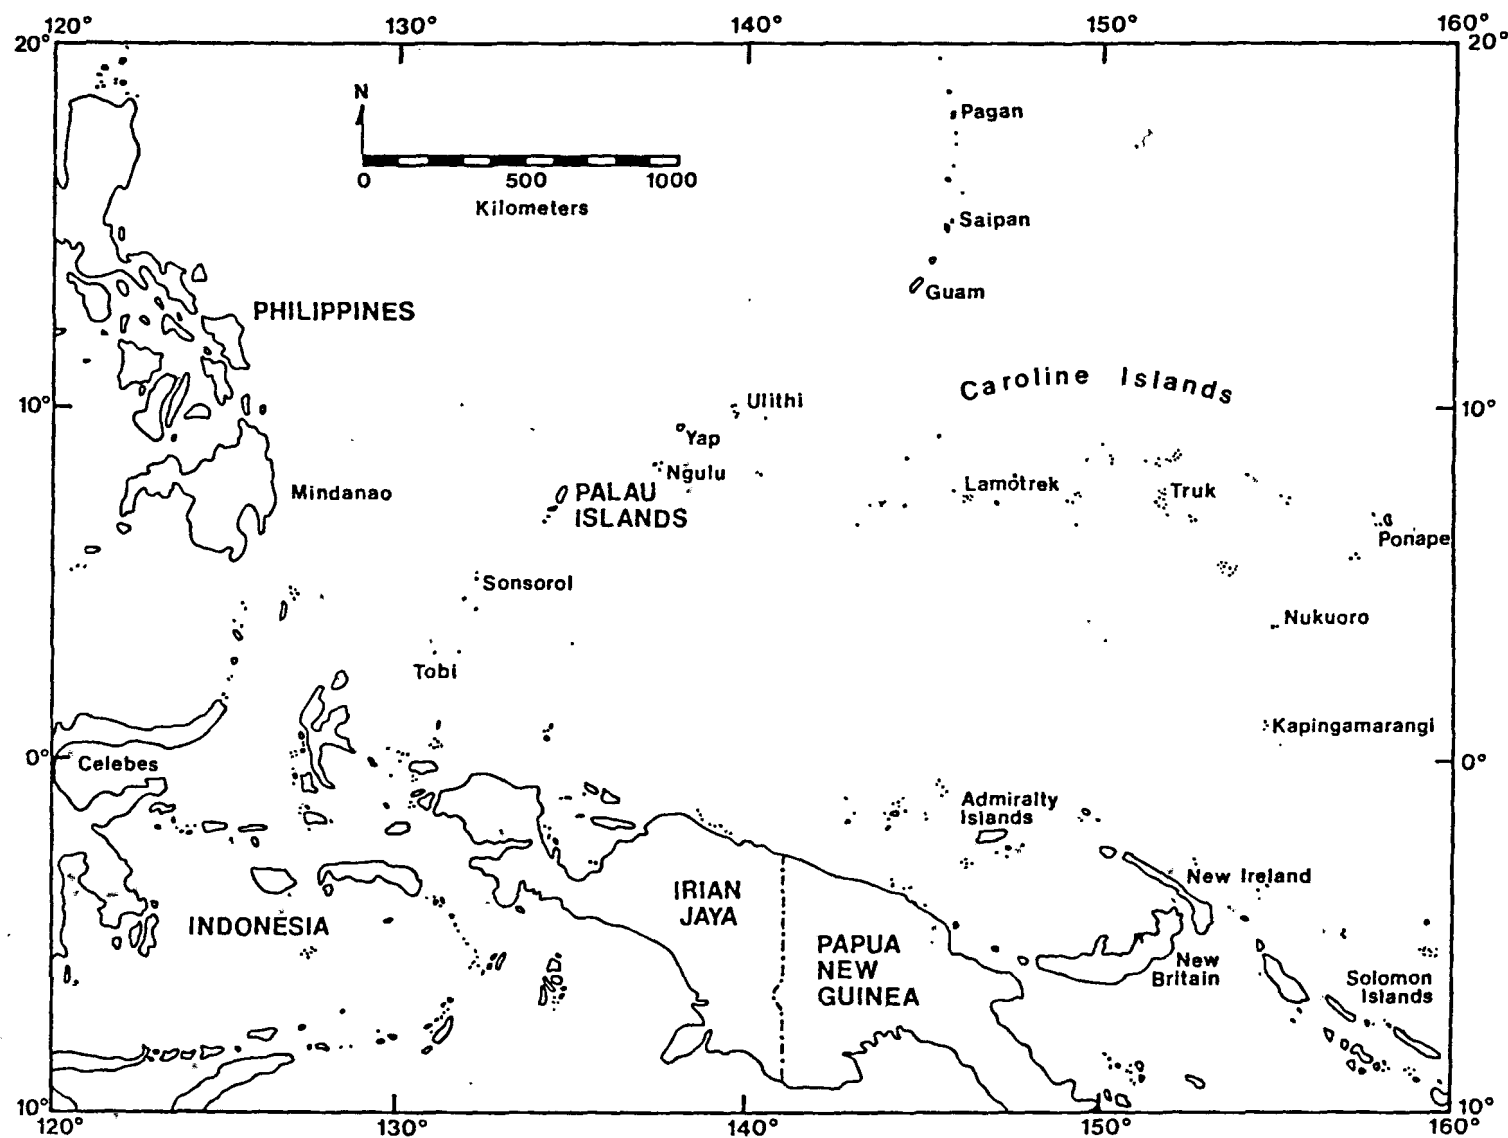 120° 130° 140° 150° 160°
20° 20°
N
Pagan
0 500 1000
Kilometers
Saipan
Guam
PHILIPPINES
Caroline Islands
10° 10°
Ulithi
Yap
Ngulu
Mindanao
PALAU
ISLANDS
Lamotrek
Truk
Ponape
Sonsorol
Nukuoro
Tobi
Kapingamarangi
0° 0°
Celebes
Admiralty
Islands
New Ireland
IRIAN
JAYA
INDONESIA
PAPUA
NEW
GUINEA
New
Britain
Solomon
Islands
10° 10°
120° 130° 140° 150° 160°